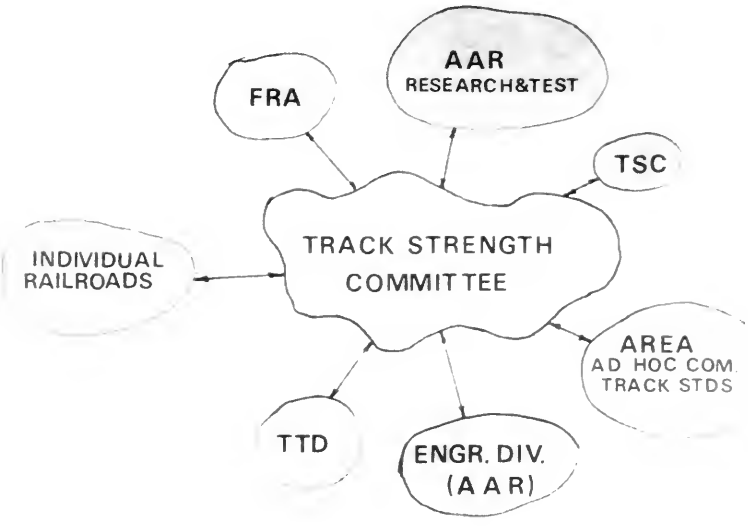 AAR
RESEARCH&TEST
FRA
TSC
TRACK STRENGTH
COMMITTEE
INDIVIDUAL
RAILROADS
AREA
AD HOC COM.
TRACK STDS
TTD
ENGR. DIV.
(AAR)